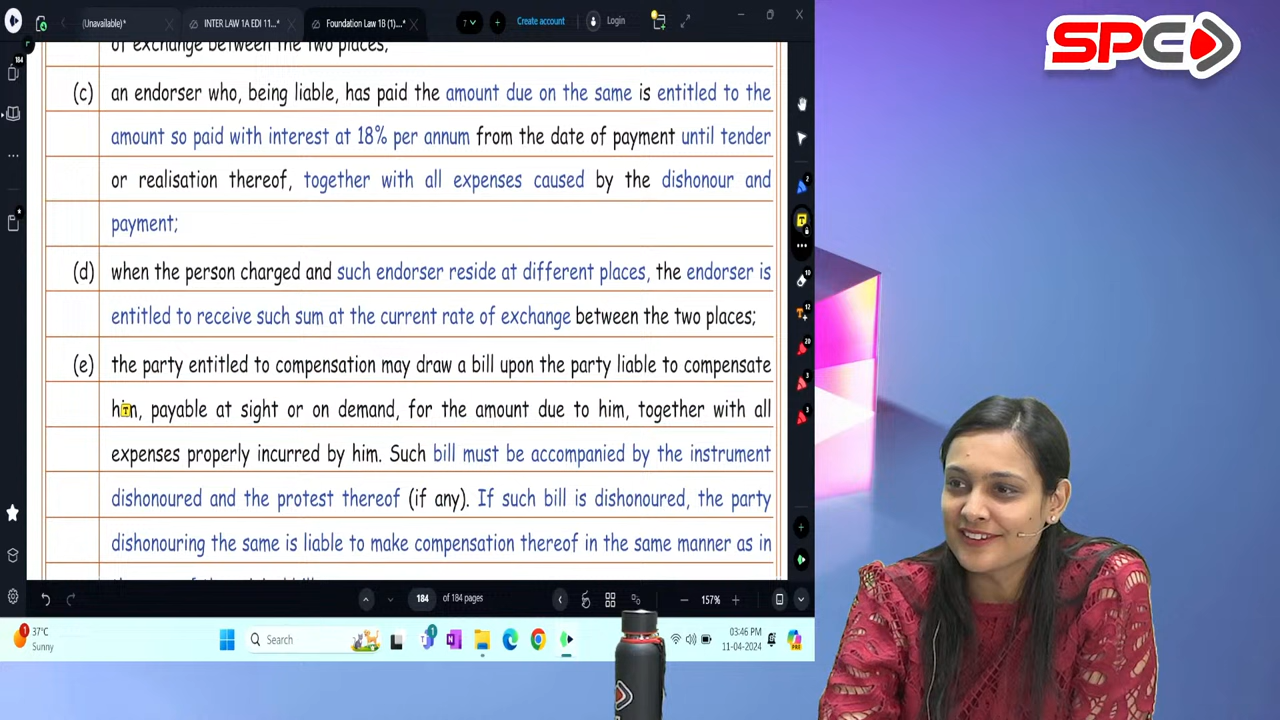 (Unavailable)*
INTER LAW 1A EDI 11...*
Foundation Law 1B (1)....*
Create account
Login
SPC
184
of exchange between the two places;
(c) an endorser who, being liable, has paid the amount due on the same is entitled to the
amount so paid with interest at 18% per annum from the date of payment until tender
or realisation thereof, together with all expenses caused by the dishonour and
payment;
(d) when the person charged and such endorser reside at different places, the endorser is
entitled to receive such sum at the current rate of exchange between the two places;
(e) the party entitled to compensation may draw a bill upon the party liable to compensate
him, payable at sight or on demand, for the amount due to him, together with all
expenses properly incurred by him. Such bill must be accompanied by the instrument
dishonoured and the protest thereof (if any). If such bill is dishonoured, the party
dishonouring the same is liable to make compensation thereof in the same manner as in
184 of 184 pages
157%
37°C
Sunny
Search
03:46 PM
11-04-2024